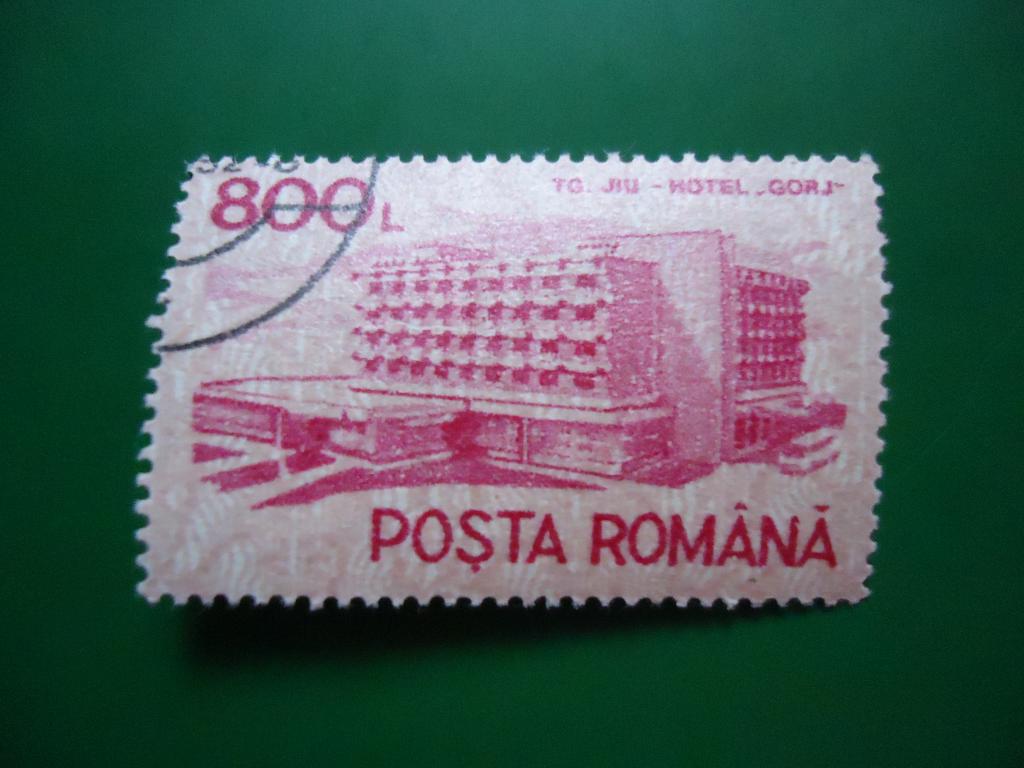 800L
TG. JIU - HOTEL „GORJ"
POȘTA ROMÂNĂ